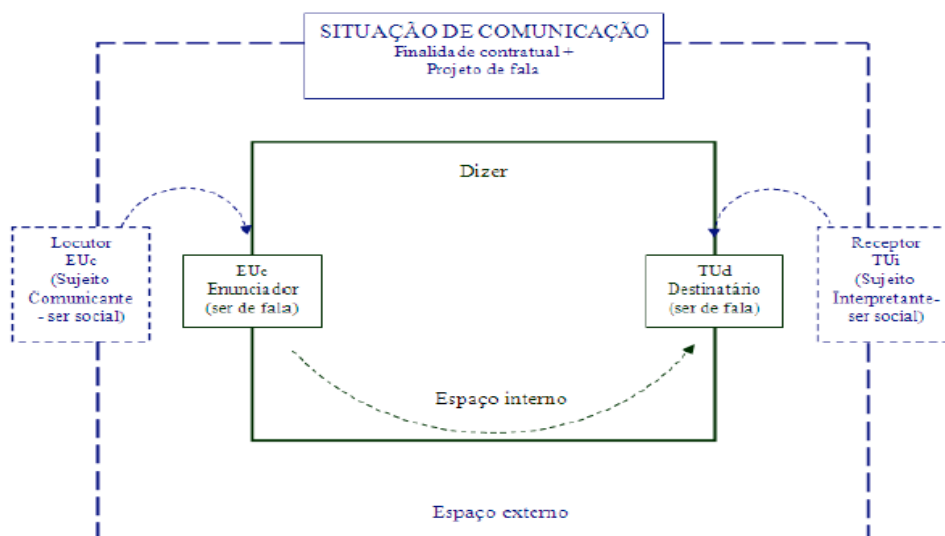 SITUAÇÃO DE COMUNICAÇÃO
Finalidade contratual +
Projeto de fala
Dizer
Locutor
EUc
(Sujeito
Comunicante
- ser social)
EUe
Enunciador
(ser de fala)
TUd
Destinatário
(ser de fala)
Receptor
TUi
(Sujeito
Interpretante-
ser social)
Espaço interno
Espaço externo